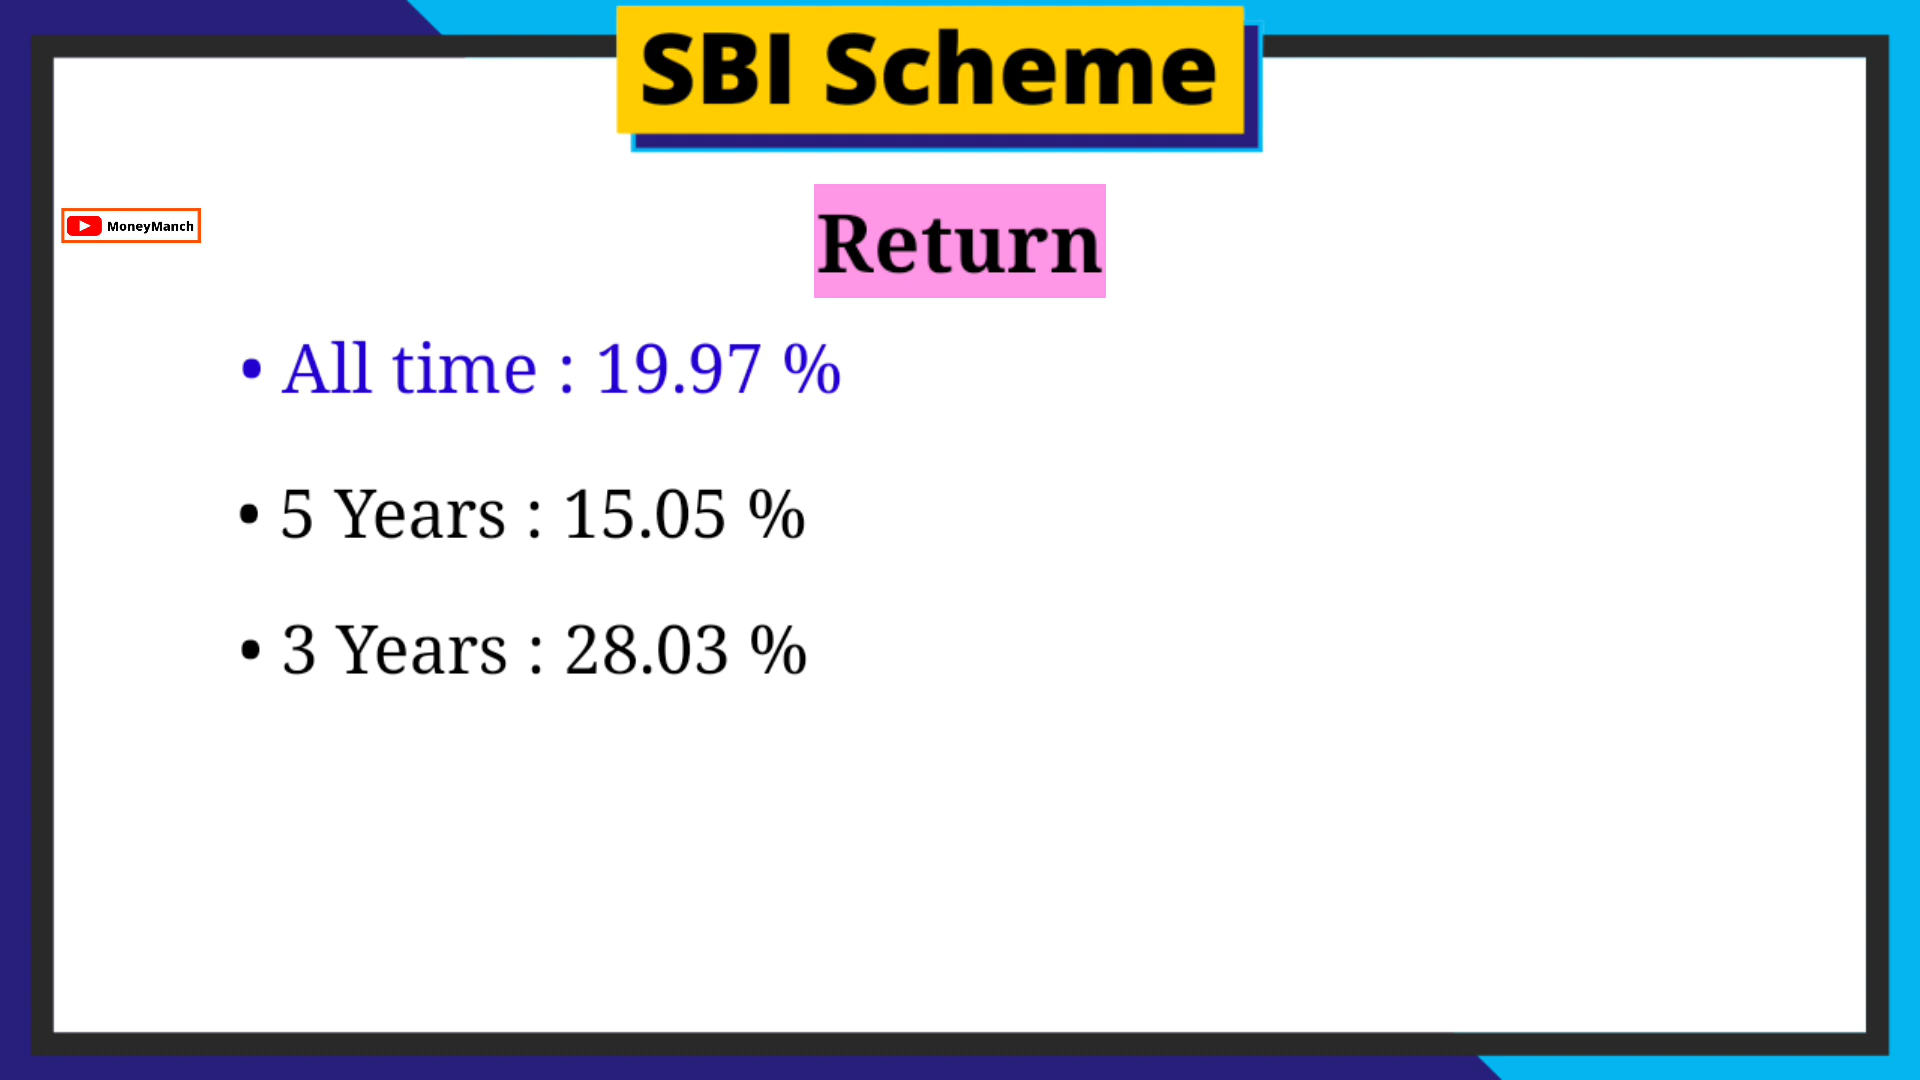 SBI Scheme
MoneyManch
Return
• All time : 19.97 %
• 5 Years : 15.05 %
• 3 Years : 28.03 %